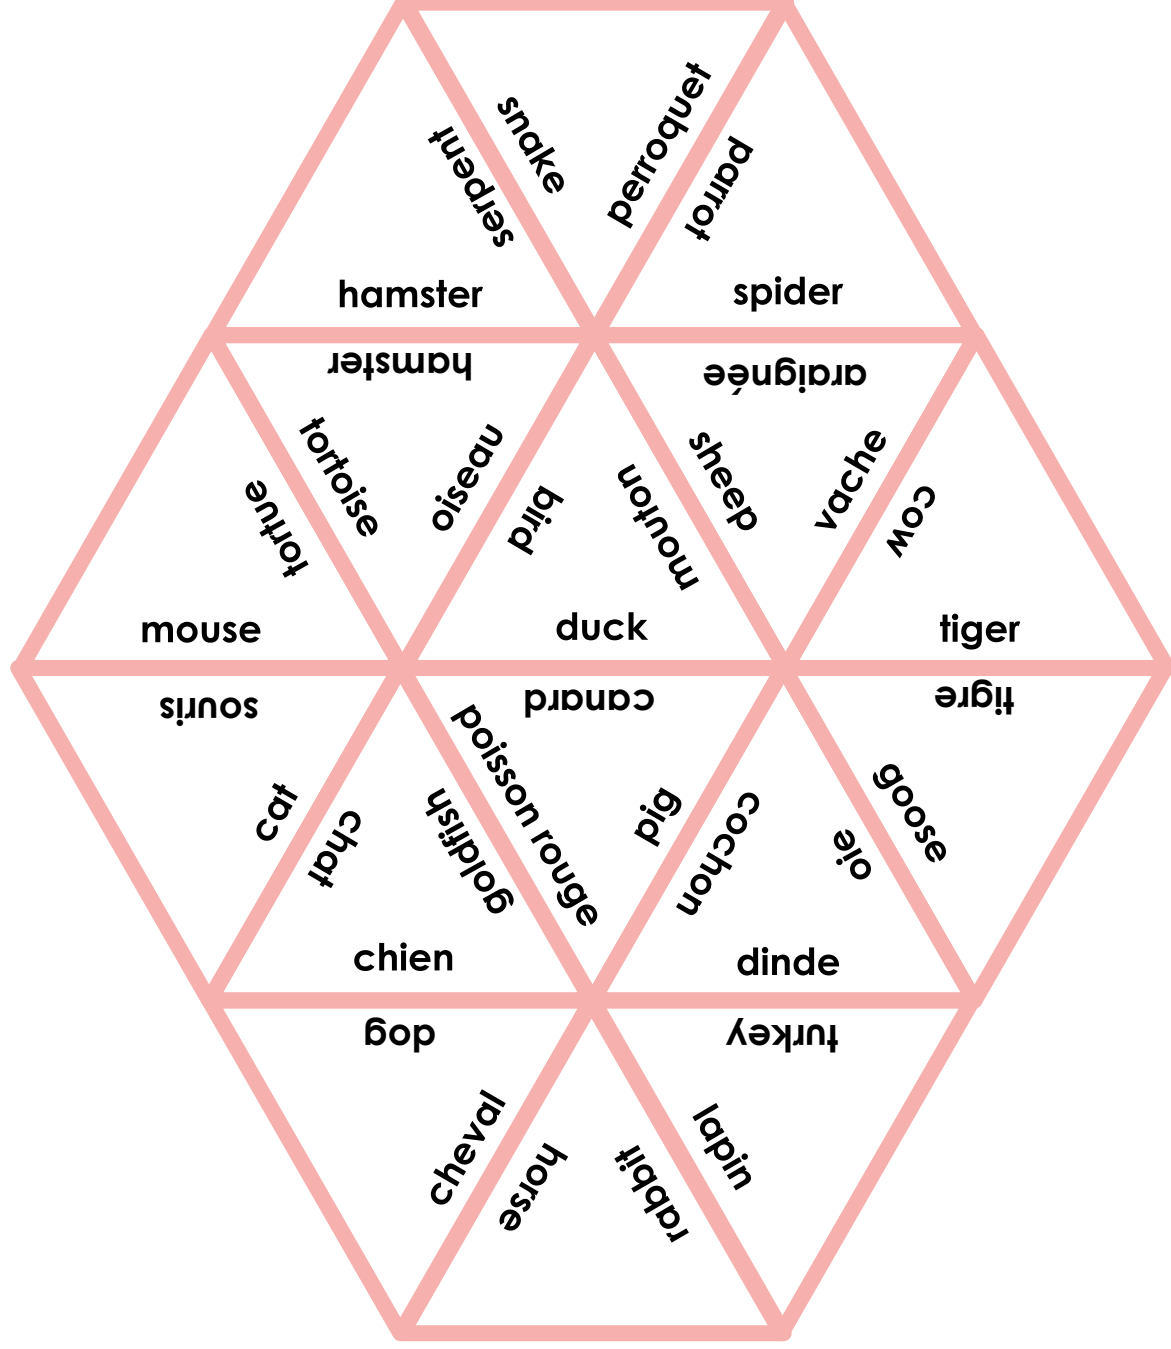 snake
perroquet
serpent
parrot
hamster
spider
hamster
araignée
tortoise
oiseau
sheep
vache
tortue
bird
mouton
cow
mouse
duck
tiger
souris
canard
tigre
poisson rouge
pig
goose
cat
chat
goldfish
cochon
oie
chien
dinde
dog
turkey
cheval
lapin
horse
rabbit